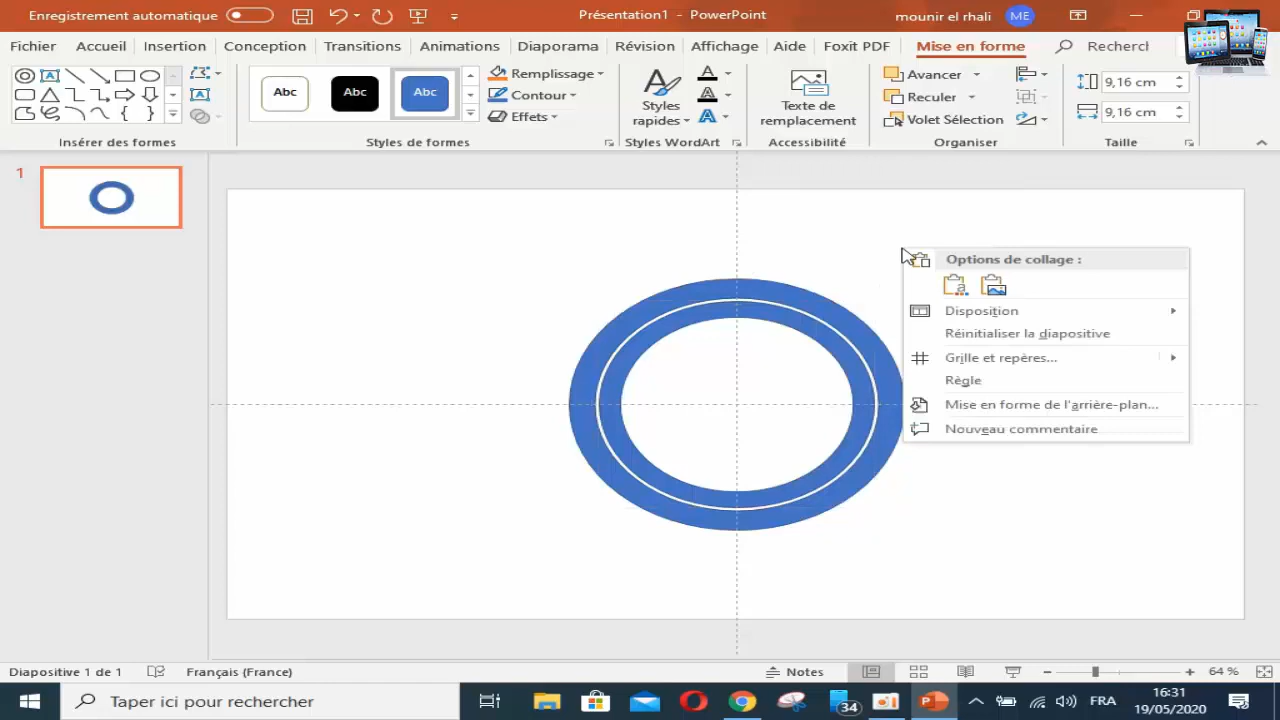 Enregistrement automatique
Présentation1 - PowerPoint
mounir el rhali ME
Fichier Accueil Insertion Conception Transitions Animations Diaporama Révision Affichage Aide Foxit PDF Mise en forme Rechercl
Abc Abc Abc
Remplissage
Contour
Effets
Styles rapides
Texte de remplacement
Avancer
Reculer
Volet Sélection
9,16 cm
9,16 cm
Insérer des formes Styles de formes Styles WordArt Accessibilité Organiser Taille
1
Options de collage :
Disposition
Réinitialiser la diapositive
Grille et repères...
Règle
Mise en forme de l'arrière-plan...
Nouveau commentaire
Diapositive 1 de 1 Français (France) Notes 64 %
Taper ici pour rechercher
34
FRA
16:31
19/05/2020